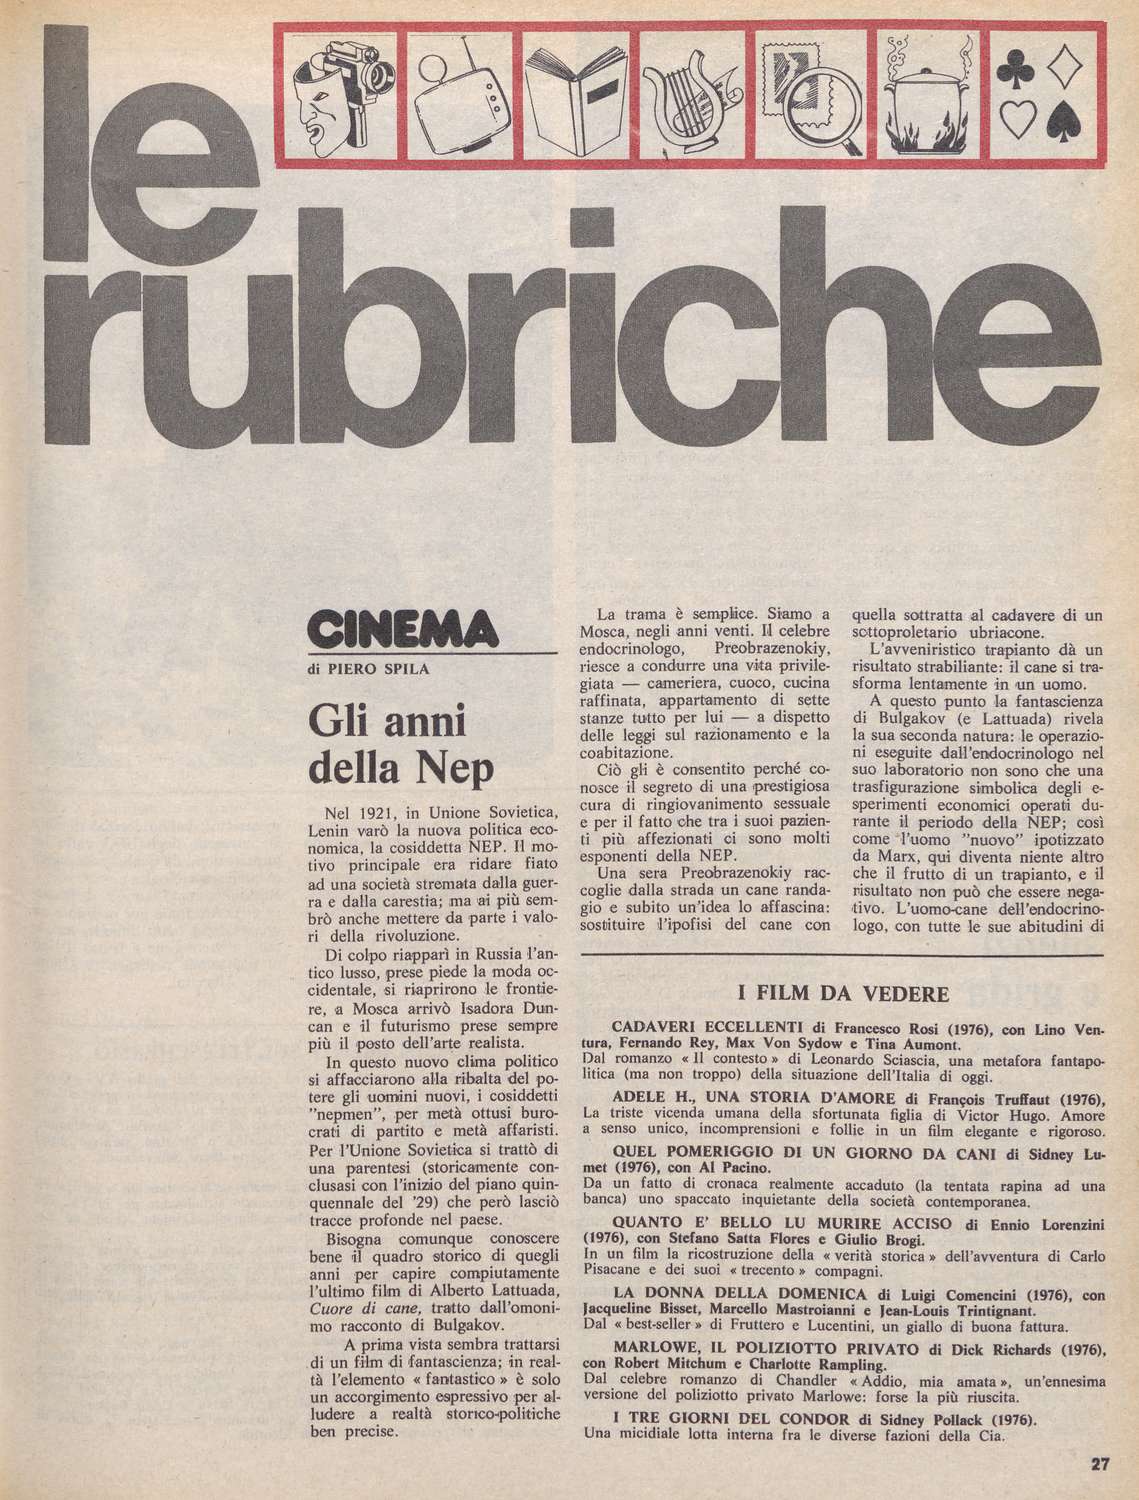 le
rubriche
CINEMA
di PIERO SPILA
Gli anni
della Nep
Nel 1921, in Unione Sovietica,
Lenin varò la nuova politica eco-
nomica, la cosiddetta NEP. Il mo-
tivo principale era ridare fiato
ad una società stremata dalla guer-
ra e dalla carestia; ma ai più sem-
brò anche mettere da parte i valo-
ri della rivoluzione.
Di colpo riapparì in Russia l'an-
tico lusso, prese piede la moda oc-
cidentale, si riaprirono le frontie-
re, a Mosca arrivò Isadora Dun-
can e il futurismo prese sempre
più il posto dell'arte realista.
In questo nuovo clima politico
si affacciarono alla ribalta del po-
tere gli uomini nuovi, i cosiddetti
"nepmen", per metà ottusi buro-
crati di partito e metà affaristi.
Per l'Unione Sovietica si trattò di
una parentesi (storicamente con-
clusasi con l'inizio del piano quin-
quennale del '29) che però lasciò
tracce profonde nel paese.
Bisogna comunque conoscere
bene il quadro storico di quegli
anni per capire compiutamente
l'ultimo film di Alberto Lattuada,
Cuore di cane, tratto dall'omoni-
mo racconto di Bulgakov.
A prima vista sembra trattarsi
di un film di fantascienza; in real-
tà l'elemento « fantastico » è solo
un accorgimento espressivo per al-
ludere a realtà storico-politiche
ben precise.
La trama è semplice. Siamo a
Mosca, negli anni venti. Il celebre
endocrinologo, Preobrazenokiy,
riesce a condurre una vita privile-
giata — cameriera, cuoco, cucina
raffinata, appartamento di sette
stanze tutto per lui — a dispetto
delle leggi sul razionamento e la
coabitazione.
Ciò gli è consentito perché co-
nosce il segreto di una prestigiosa
cura di ringiovanimento sessuale
e per il fatto che tra i suoi pazien-
ti più affezionati ci sono molti
esponenti della NEP.
Una sera Preobrazenokiy rac-
coglie dalla strada un cane randa-
gio e subito un'idea lo affascina:
sostituire l'ipofisi del cane con
quella sottratta al cadavere di un
sottoproletario ubriacone.
L'avveniristico trapianto dà un
risultato strabiliante: il cane si tra-
sforma lentamente in un uomo.
A questo punto la fantascienza
di Bulgakov (e Lattuada) rivela
la sua seconda natura: le operazio-
ni eseguite dall'endocrinologo nel
suo laboratorio non sono che una
trasfigurazione simbolica degli e-
sperimenti economici operati du-
rante il periodo della NEP; così
come l'uomo "nuovo" ipotizzato
da Marx, qui diventa niente altro
che il frutto di un trapianto, e il
risultato non può che essere nega-
tivo. L'uomo-cane dell'endocrino-
logo, con tutte le sue abitudini di
I FILM DA VEDERE
CADAVERI ECCELLENTI di Francesco Rosi (1976), con Lino Ven-
tura, Fernando Rey, Max Von Sydow e Tina Aumont.
Dal romanzo « Il contesto » di Leonardo Sciascia, una metafora fantapo-
litica (ma non troppo) della situazione dell'Italia di oggi.
ADELE H., UNA STORIA D'AMORE di François Truffaut (1976),
La triste vicenda umana della sfortunata figlia di Victor Hugo. Amore
a senso unico, incomprensioni e follie in un film elegante e rigoroso.
QUEL POMERIGGIO DI UN GIORNO DA CANI di Sidney Lu-
met (1976), con Al Pacino.
Da un fatto di cronaca realmente accaduto (la tentata rapina ad una
banca) uno spaccato inquietante della società contemporanea.
QUANTO E' BELLO LU MURIRE ACCISO di Ennio Lorenzini
(1976), con Stefano Satta Flores e Giulio Brogi.
In un film la ricostruzione della « verità storica » dell'avventura di Carlo
Pisacane e dei suoi « trecento » compagni.
LA DONNA DELLA DOMENICA di Luigi Comencini (1976), con
Jacqueline Bisset, Marcello Mastroianni e Jean-Louis Trintignant.
Dal « best-seller » di Fruttero e Lucentini, un giallo di buona fattura.
MARLOWE, IL POLIZIOTTO PRIVATO di Dick Richards (1976),
con Robert Mitchum e Charlotte Rampling.
Dal celebre romanzo di Chandler « Addio, mia amata », un'ennesima
versione del poliziotto privato Marlowe: forse la più riuscita.
I TRE GIORNI DEL CONDOR di Sidney Pollack (1976).
Una micidiale lotta interna fra le diverse fazioni della Cia.
27